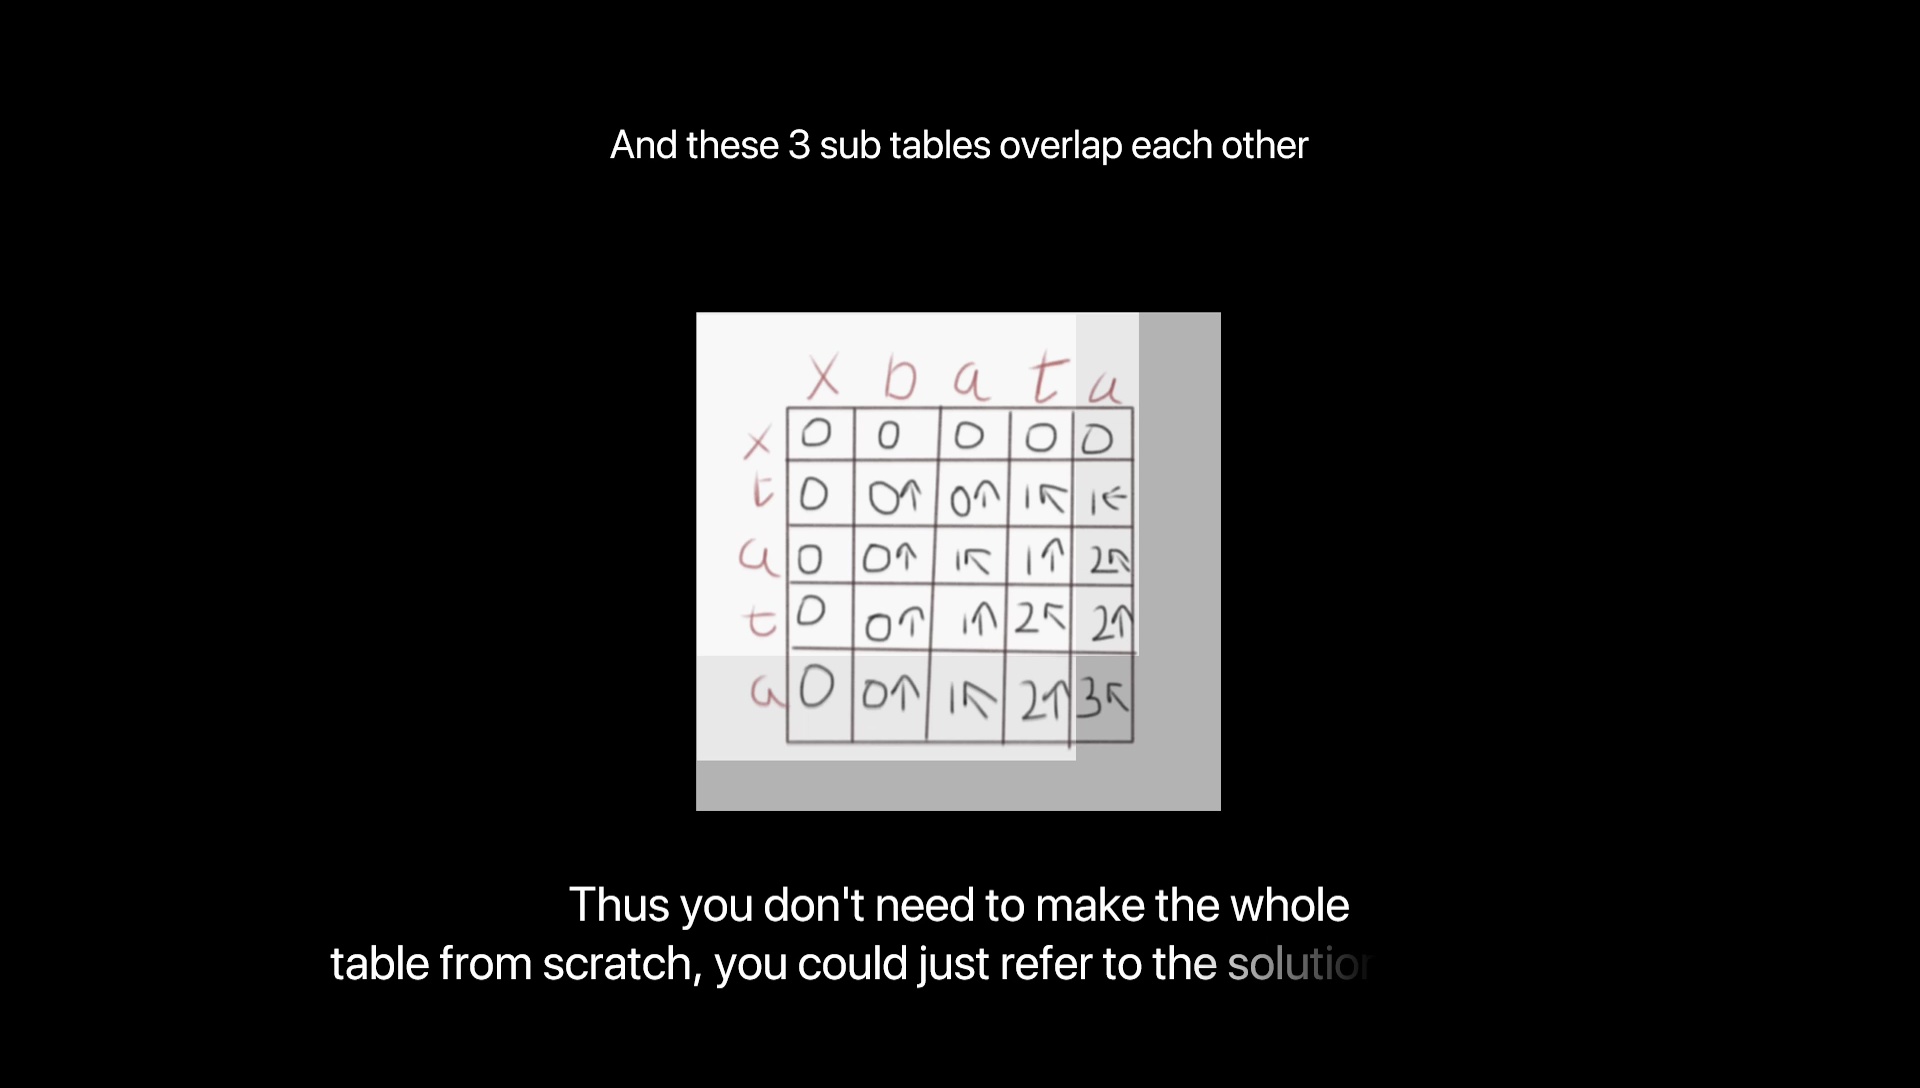 And these 3 sub tables overlap each other
x b a t a
x 0 0 0 0 0
t 0 0↑ 0↑ 1↖ 1←
a 0 0↑ 1↖ 1↑ 2↖
t 0 0↑ 1↑ 2↖ 2↑
a 0 0↑ 1↖ 2↑ 3↖
Thus you don't need to make the whole
table from scratch, you could just refer to the solution